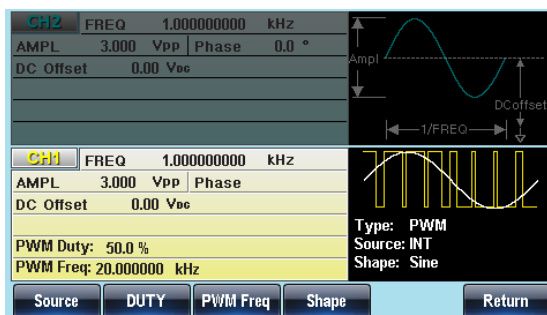 CH2 FREQ 1.000000000 kHz
AMPL 3.000 Vpp Phase 0.0 °
DC Offset 0.00 VDC
Ampl
DCoffset
1/FREQ
CH1 FREQ 1.000000000 kHz
AMPL 3.000 Vpp Phase
DC Offset 0.00 VDC
PWM Duty: 50.0 %
PWM Freq: 20.000000 kHz
Type: PWM
Source: INT
Shape: Sine
Source DUTY PWM Freq Shape Return